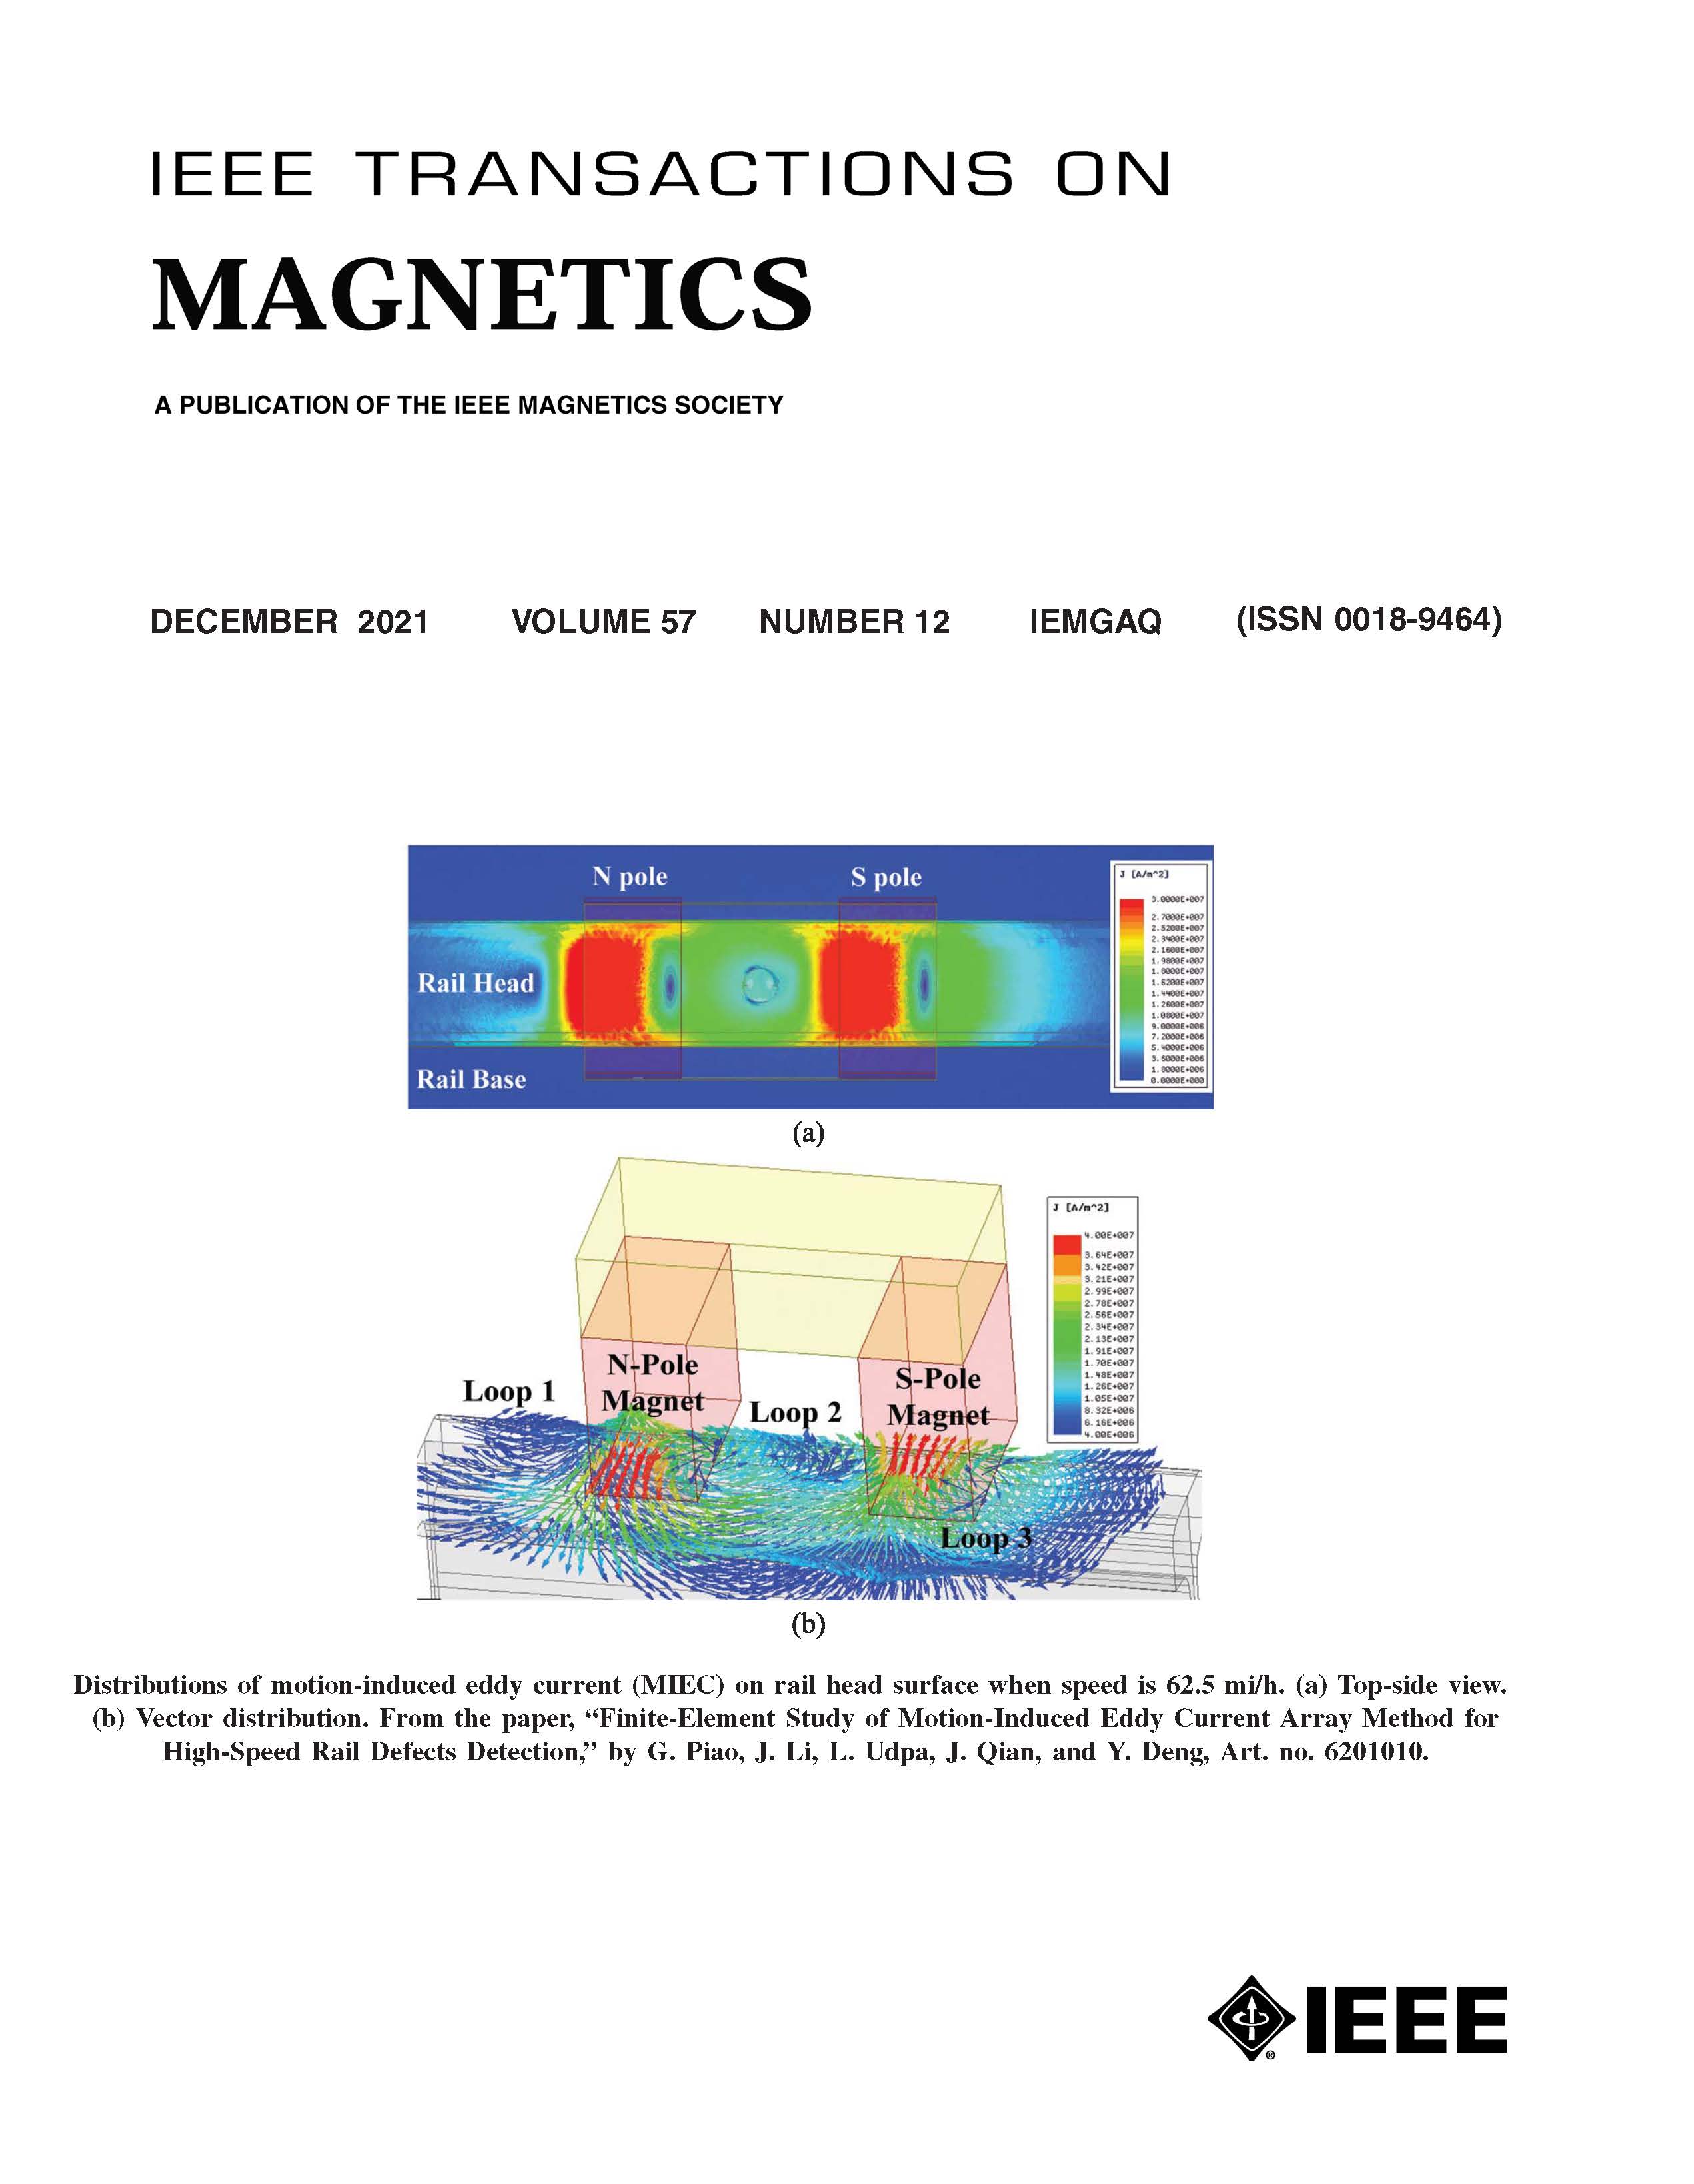 IEEE TRANSACTIONS ON
MAGNETICS
A PUBLICATION OF THE IEEE MAGNETICS SOCIETY
DECEMBER 2021 VOLUME 57 NUMBER 12 IEMGAQ (ISSN 0018-9464)
N pole
S pole
Rail Head
Rail Base
J [A/m^2]
3.0000E+007
2.7000E+007
2.5200E+007
2.3400E+007
2.1600E+007
1.9800E+007
1.8000E+007
1.6200E+007
1.4400E+007
1.2600E+007
1.0800E+007
9.0000E+006
7.2000E+006
5.4000E+006
3.6000E+006
1.8000E+006
0.0000E+000
(a)
J [A/m^2]
4.00E+007
3.64E+007
3.42E+007
3.21E+007
2.99E+007
2.78E+007
2.56E+007
2.34E+007
2.13E+007
1.91E+007
1.70E+007
1.48E+007
1.26E+007
1.05E+007
8.32E+006
6.16E+006
4.00E+006
N-Pole
Magnet
S-Pole
Magnet
Loop 1
Loop 2
Loop 3
(b)
Distributions of motion-induced eddy current (MIEC) on rail head surface when speed is 62.5 mi/h. (a) Top-side view.
(b) Vector distribution. From the paper, “Finite-Element Study of Motion-Induced Eddy Current Array Method for
High-Speed Rail Defects Detection,” by G. Piao, J. Li, L. Udpa, J. Qian, and Y. Deng, Art. no. 6201010.
IEEE
®